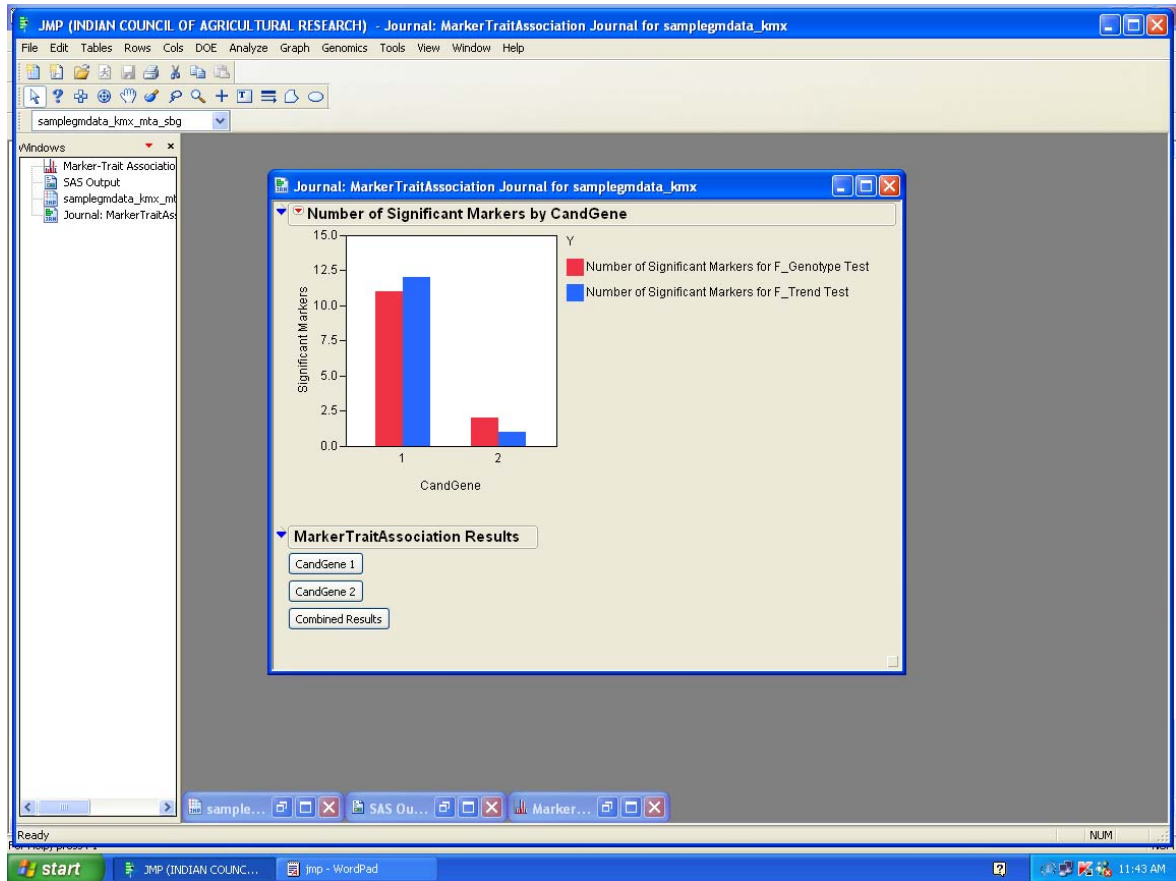 JMP (INDIAN COUNCIL OF AGRICULTURAL RESEARCH) - Journal: MarkerTraitAssociation Journal for samplegmdata_kmx
File Edit Tables Rows Cols DOE Analyze Graph Genomics Tools View Window Help
samplegmdata_kmx_mta_sbg
Windows
Marker-Trait Associatio
SAS Output
samplegmdata_kmx_mt
Journal: MarkerTraitAs
Journal: MarkerTraitAssociation Journal for samplegmdata_kmx
Number of Significant Markers by CandGene
15.0
12.5
10.0
7.5
5.0
2.5
0.0
Significant Markers
1 2
CandGene
Y
Number of Significant Markers for F_Genotype Test
Number of Significant Markers for F_Trend Test
MarkerTraitAssociation Results
CandGene 1
CandGene 2
Combined Results
sample... SAS Ou... Marker...
Ready NUM
start JMP (INDIAN COUNC... jmp - WordPad 11:43 AM